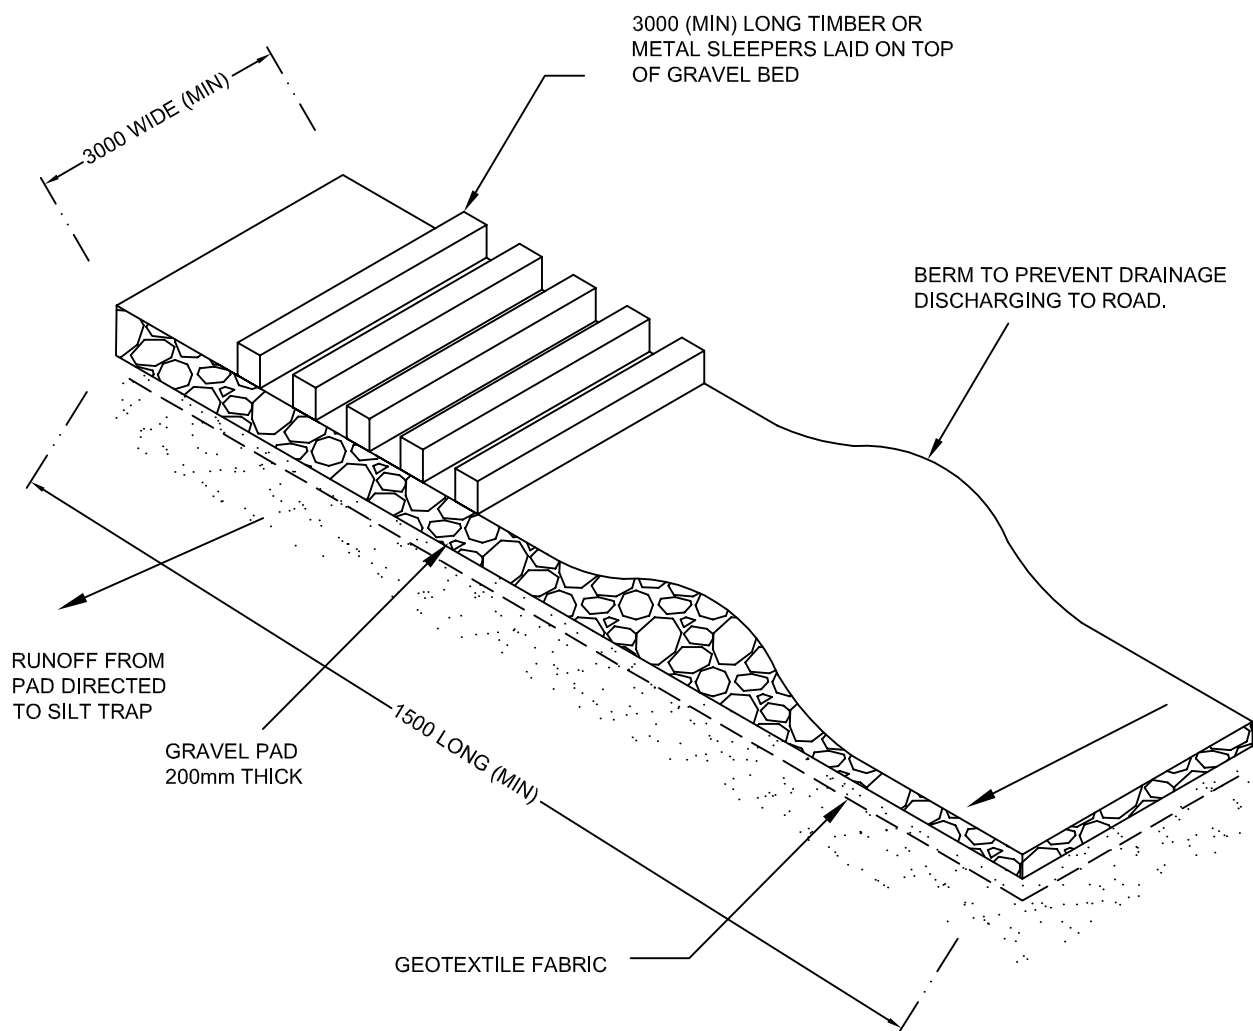 3000 (MIN) LONG TIMBER OR
METAL SLEEPERS LAID ON TOP
OF GRAVEL BED
3000 WIDE (MIN)
BERM TO PREVENT DRAINAGE
DISCHARGING TO ROAD.
RUNOFF FROM
PAD DIRECTED
TO SILT TRAP
GRAVEL PAD
200mm THICK
1500 LONG (MIN)
GEOTEXTILE FABRIC